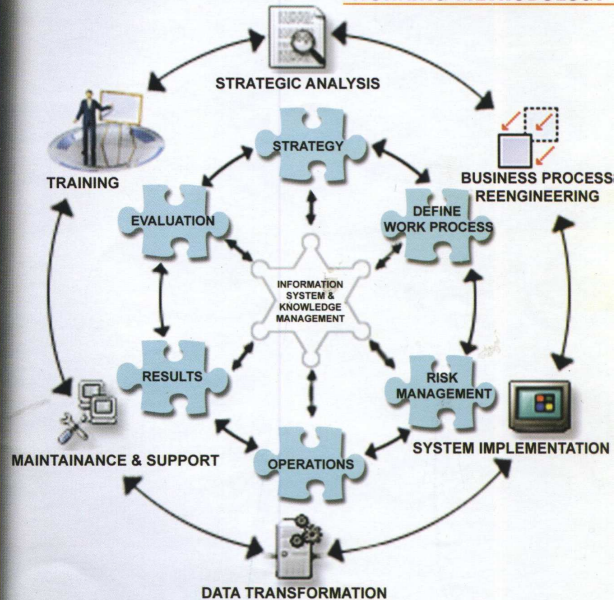 STRATEGIC ANALYSIS
TRAINING
STRATEGY
BUSINESS PROCESS
REENGINEERING
EVALUATION
DEFINE
WORK PROCESS
INFORMATION
SYSTEM &
KNOWLEDGE
MANAGEMENT
RESULTS
RISK
MANAGEMENT
MAINTAINANCE & SUPPORT
OPERATIONS
SYSTEM IMPLEMENTATION
DATA TRANSFORMATION